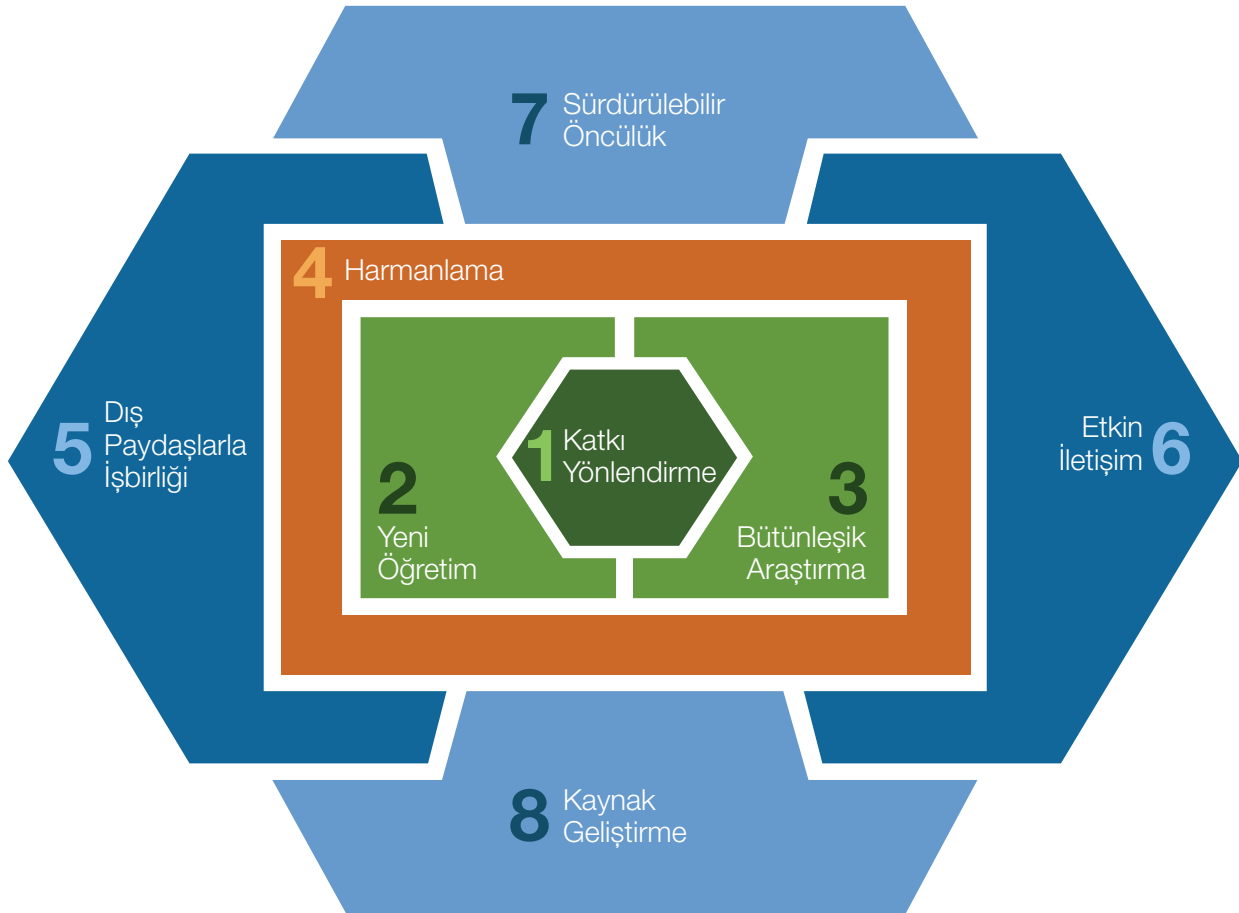 7 Sürdürülebilir
Öncülük
4 Harmanlama
5 Dış
Paydaşlarla
İşbirliği
1 Katkı
Yönlendirme
2
Yeni
Öğretim
3
Bütünleşik
Araştırma
Etkin
İletişim 6
8 Kaynak
Geliştirme